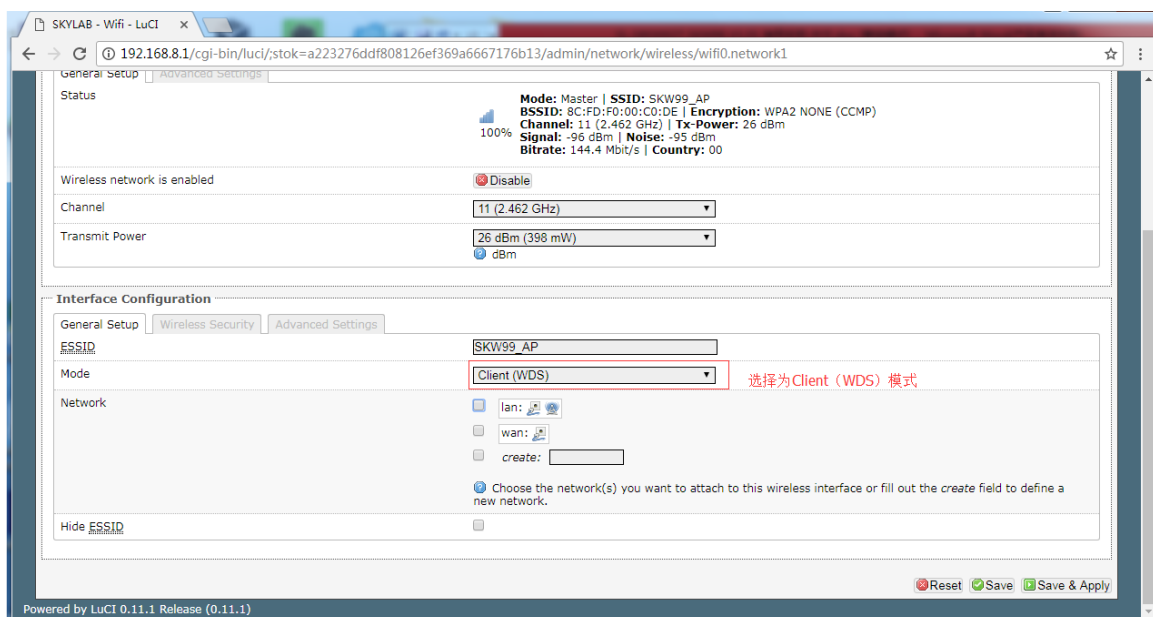 SKYLAB - Wifi - LuCI
192.168.8.1/cgi-bin/luci/;stok=a223276ddf808126ef369a6667176b13/admin/network/wireless/wifi0.network1
General Setup Advanced Settings
Status
Mode: Master | SSID: SKW99_AP
BSSID: 8C:FD:F0:00:C0:DE | Encryption: WPA2 NONE (CCMP)
Channel: 11 (2.462 GHz) | Tx-Power: 26 dBm
100% Signal: -96 dBm | Noise: -95 dBm
Bitrate: 144.4 Mbit/s | Country: 00
Wireless network is enabled Disable
Channel 11 (2.462 GHz)
Transmit Power 26 dBm (398 mW)
dBm
Interface Configuration
General Setup Wireless Security Advanced Settings
ESSID SKW99_AP
Mode Client (WDS) 选择为Client（WDS）模式
Network lan:
wan:
create:
Choose the network(s) you want to attach to this wireless interface or fill out the create field to define a
new network.
Hide ESSID
Reset Save Save & Apply
Powered by LuCI 0.11.1 Release (0.11.1)